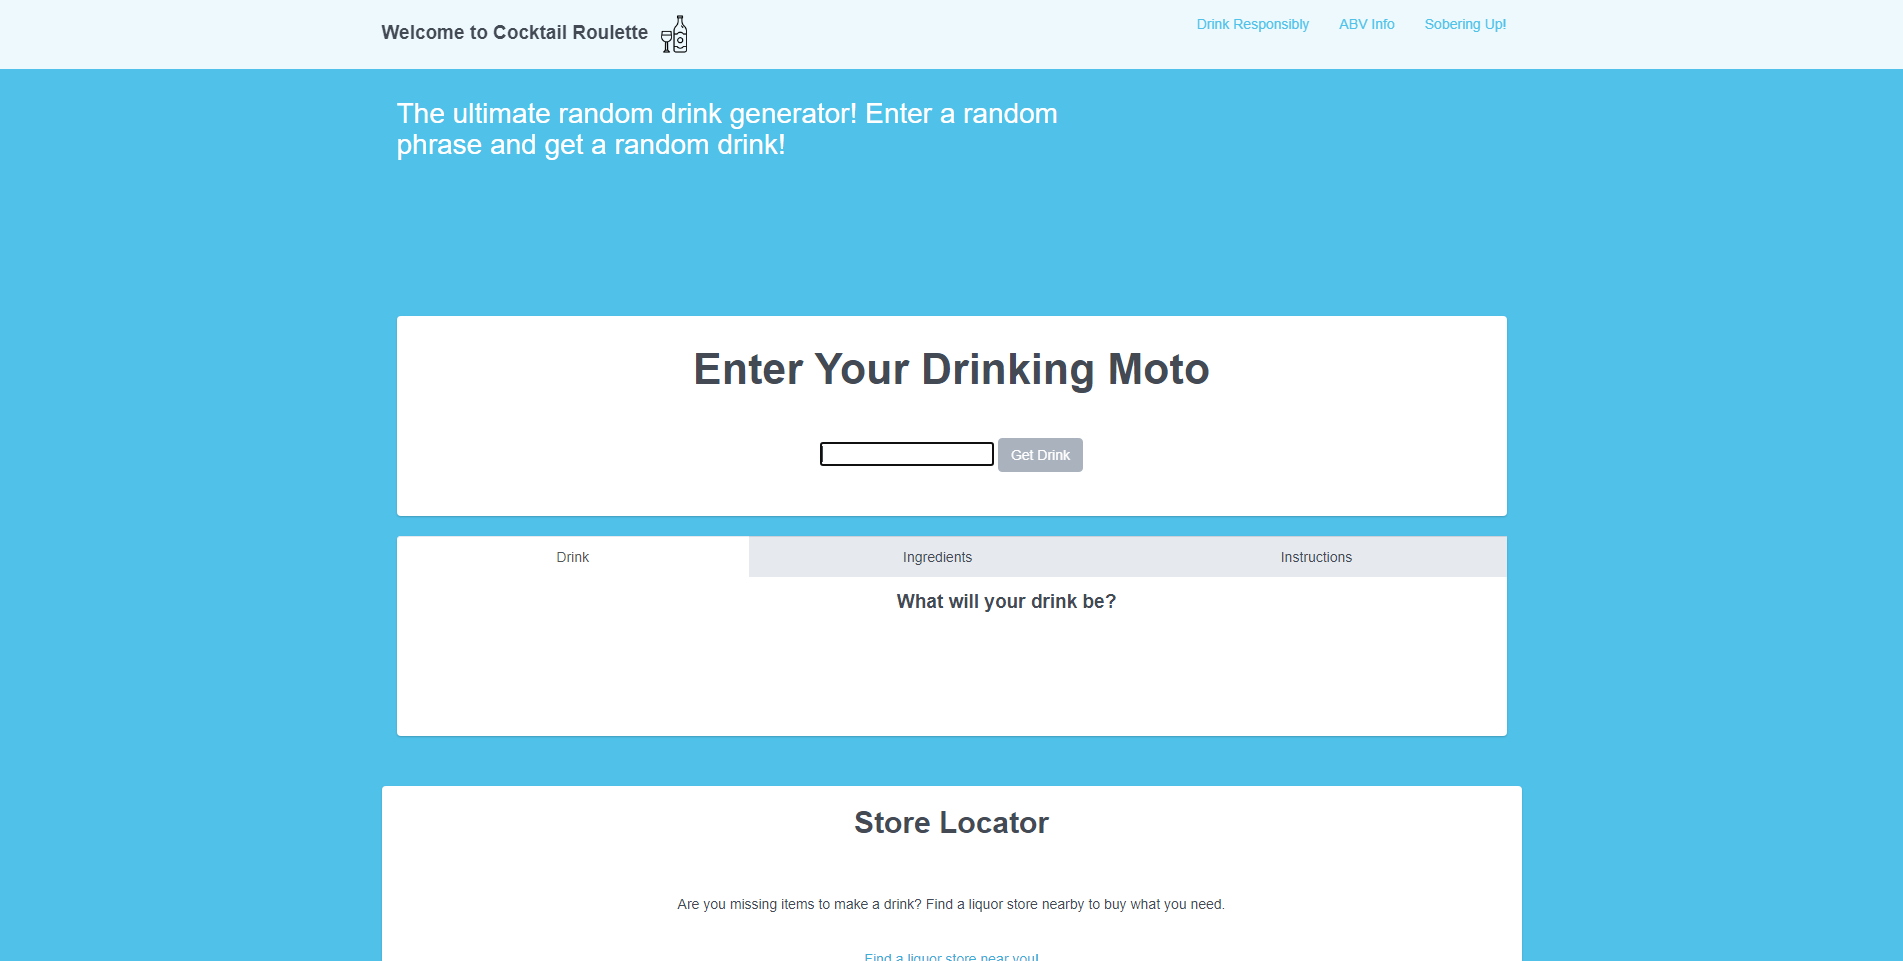 Welcome to Cocktail Roulette
Drink Responsibly
ABV Info
Sobering Up!
The ultimate random drink generator! Enter a random
phrase and get a random drink!
Enter Your Drinking Moto
Get Drink
Drink
Ingredients
Instructions
What will your drink be?
Store Locator
Are you missing items to make a drink? Find a liquor store nearby to buy what you need.
Find a liquor store near you!